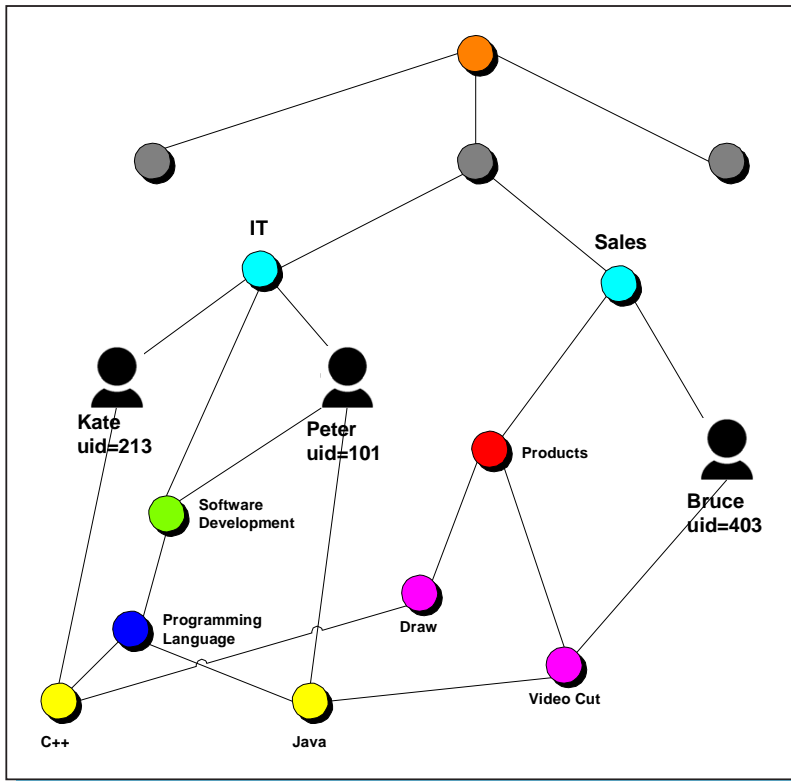 IT
Sales
Kate
uid=213
Peter
uid=101
Products
Bruce
uid=403
Software
Development
Programming
Language
Draw
Video Cut
C++
Java